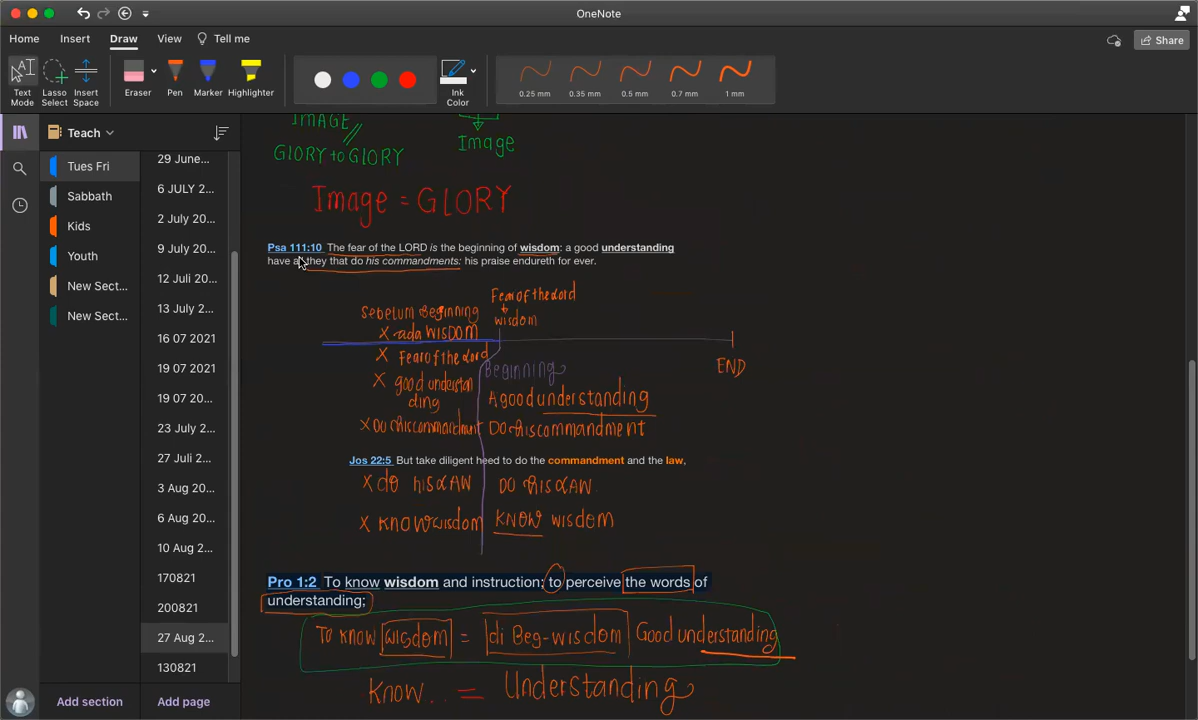 OneNote
Home Insert Draw View Tell me
Share
Text Mode
Lasso Select
Insert Space
Eraser
Pen
Marker
Highlighter
Ink Color
0.25 mm 0.35 mm 0.5 mm 0.7 mm 1 mm
Teach
Tues Fri
Sabbath
Kids
Youth
New Sect...
New Sect...
29 June...
6 JULY 2...
2 July 20...
9 July 20...
12 Juli 20...
13 July 2...
16 07 2021
19 07 2021
19 07 202...
23 July 2...
27 Juli 20...
3 Aug 20...
6 Aug 20...
10 Aug 20...
170821
200821
27 Aug 2...
130821
Add section
Add page
IMAGE
GLORY to GLORY
Image
Image = GLORY
Psa 111:10 The fear of the LORD is the beginning of wisdom: a good understanding
have all they that do his commandments: his praise endureth for ever.
Sebelum Beginning
X ada WISDOM
X Fear of the Lord
X good understan
ding
X Do his commandment
Fear of the Lord
wisdom
Beginning
END
A good understanding
Do his commandment
Jos 22:5 But take diligent heed to do the commandment and the law,
X do his LAW
DO his LAW
X KNOW wisdom
KNOW wisdom
Pro 1:2 To know wisdom and instruction; to perceive the words of
understanding;
To know wisdom = di Beg-wisdom Good understanding
Know.. = Understanding